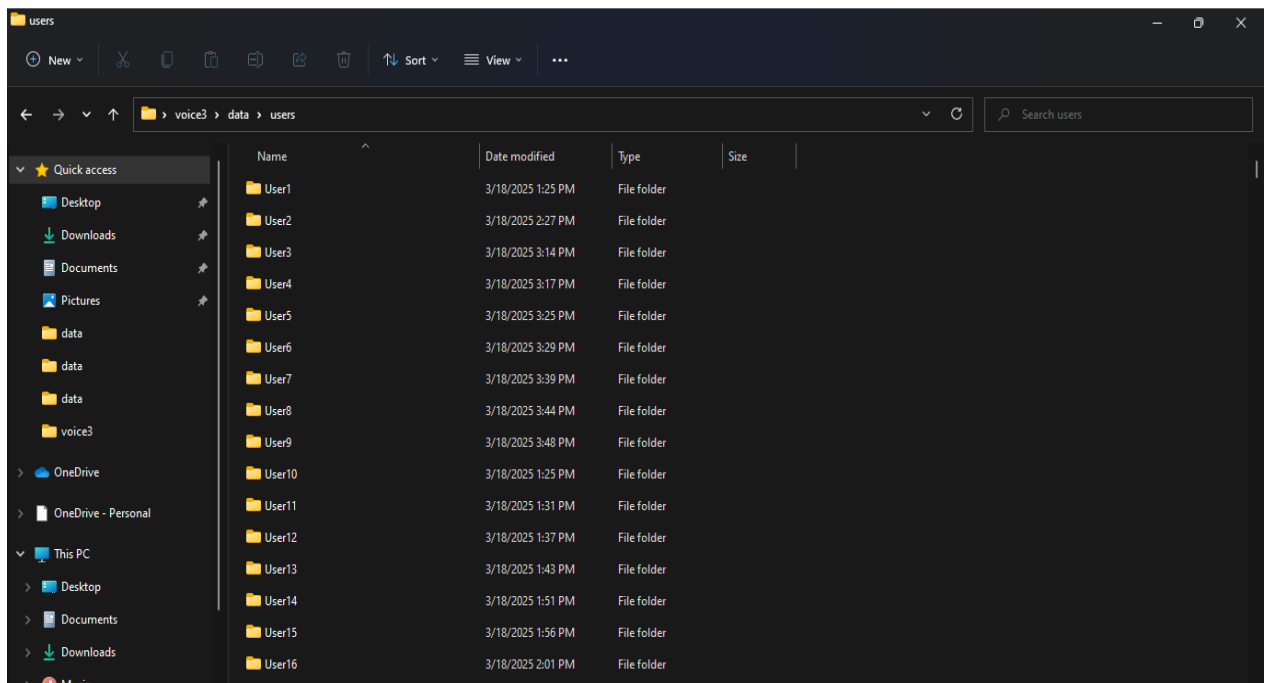 users
New Sort View ...
voice3 > data > users
Search users
Name Date modified Type Size
Quick access
Desktop
Downloads
Documents
Pictures
data
data
data
voice3
OneDrive
OneDrive - Personal
This PC
Desktop
Documents
Downloads
User1 3/18/2025 1:25 PM File folder
User2 3/18/2025 2:27 PM File folder
User3 3/18/2025 3:14 PM File folder
User4 3/18/2025 3:17 PM File folder
User5 3/18/2025 3:25 PM File folder
User6 3/18/2025 3:29 PM File folder
User7 3/18/2025 3:39 PM File folder
User8 3/18/2025 3:44 PM File folder
User9 3/18/2025 3:48 PM File folder
User10 3/18/2025 1:25 PM File folder
User11 3/18/2025 1:31 PM File folder
User12 3/18/2025 1:37 PM File folder
User13 3/18/2025 1:43 PM File folder
User14 3/18/2025 1:51 PM File folder
User15 3/18/2025 1:56 PM File folder
User16 3/18/2025 2:01 PM File folder